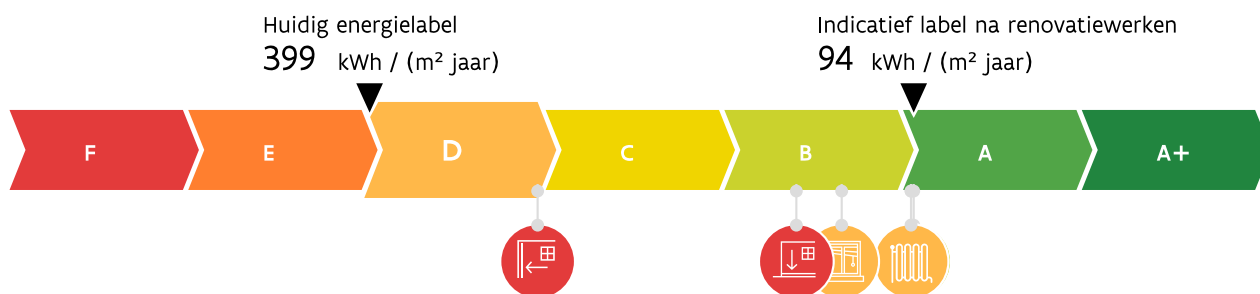 Huidig energielabel
399 kWh / (m² jaar)
Indicatief label na renovatiewerken
94 kWh / (m² jaar)
F E D C B A A+